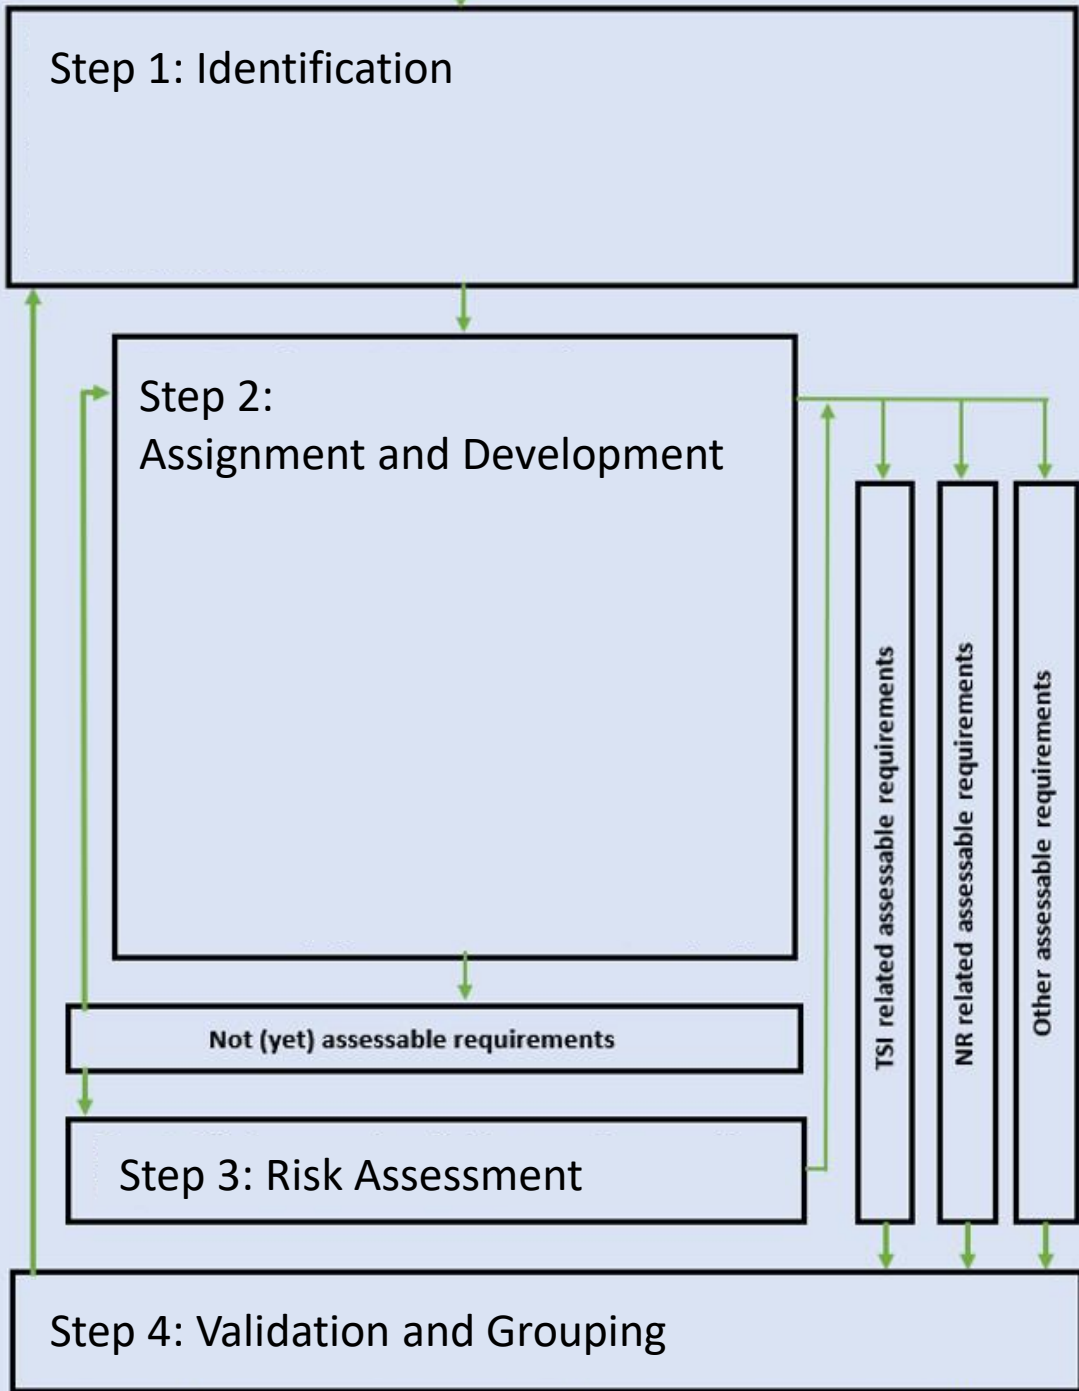 Step 1: Identification
Step 2:
Assignment and Development
TSI related assessable requirements
NR related assessable requirements
Other assessable requirements
Not (yet) assessable requirements
Step 3: Risk Assessment
Step 4: Validation and Grouping